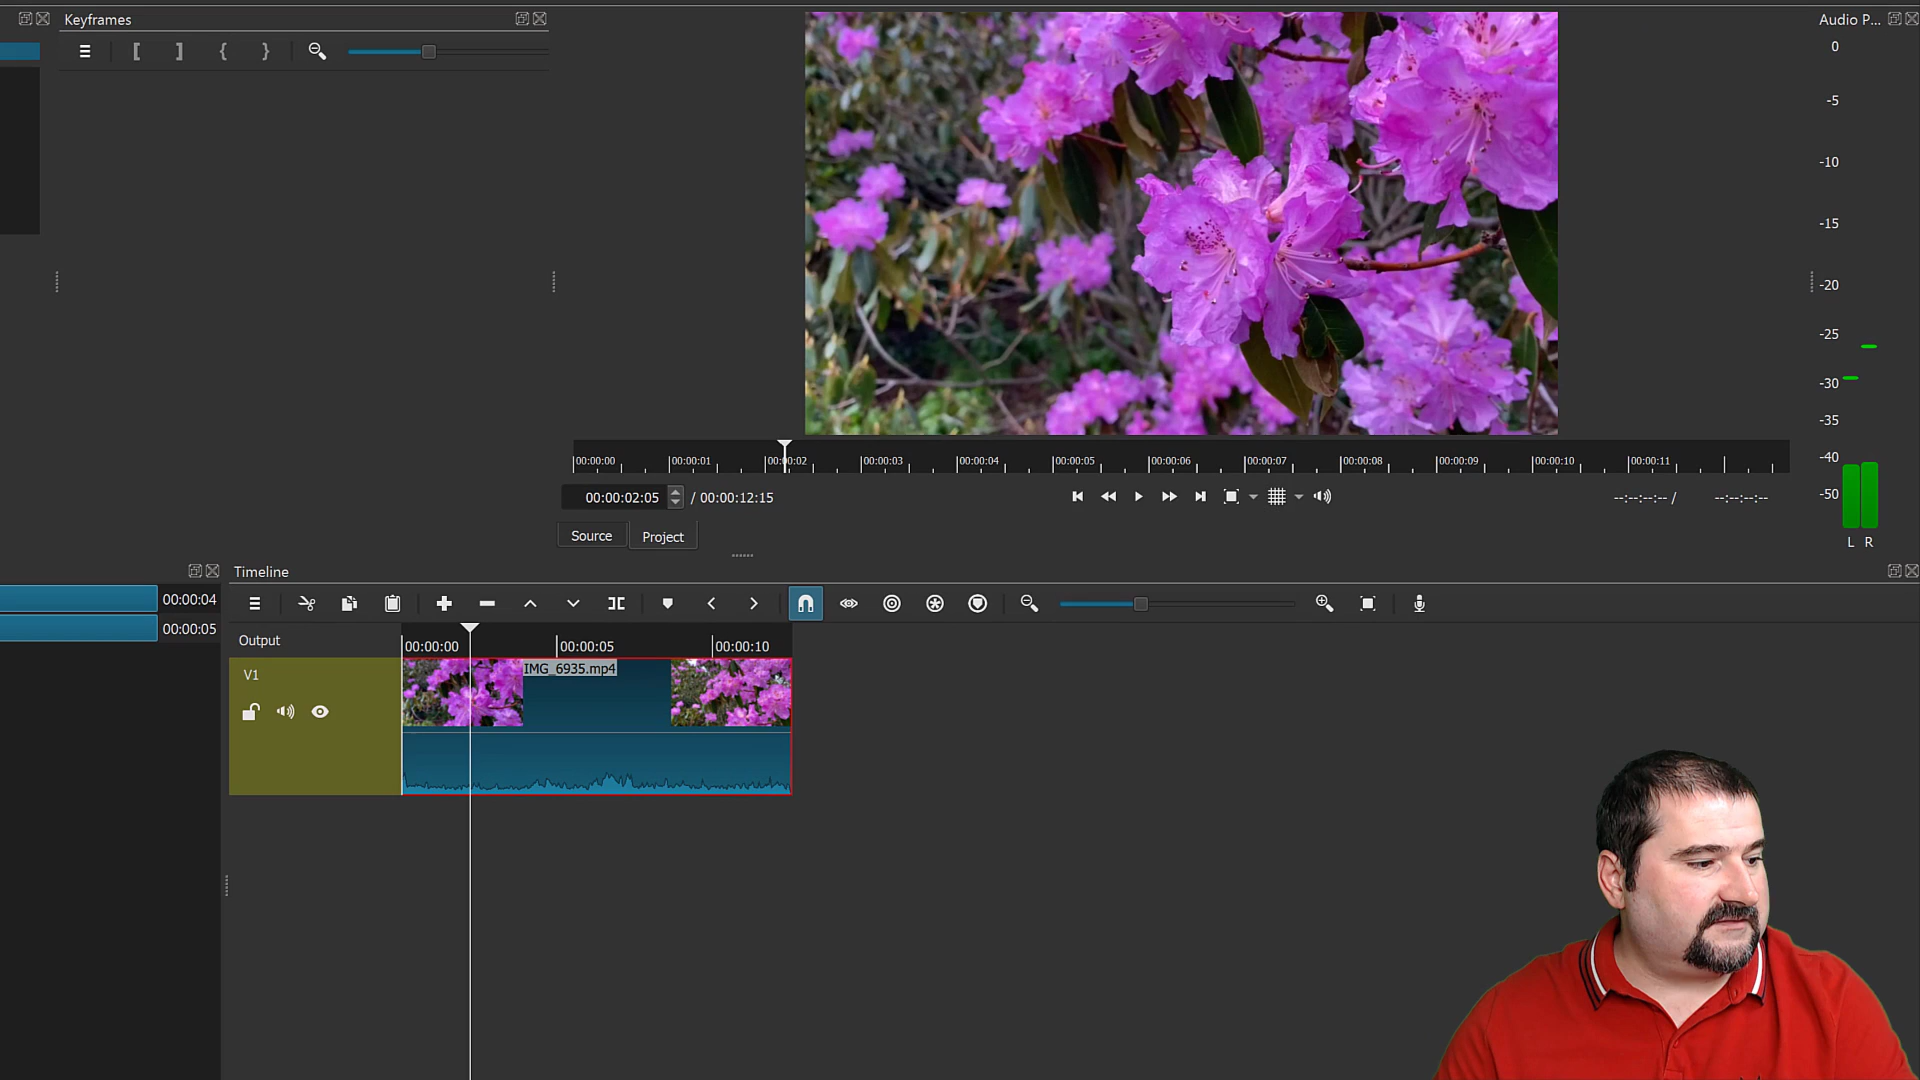 Keyframes
Audio P...
0
-5
-10
-15
-20
-25
-30
-35
-40
-50
L R
00:00:00 00:00:01 00:00:02 00:00:03 00:00:04 00:00:05 00:00:06 00:00:07 00:00:08 00:00:09 00:00:10 00:00:11
00:00:02:05 / 00:00:12:15
--:--:--:-- / --:--:--:--
Source Project
Timeline
00:00:04
00:00:05
Output
00:00:00 00:00:05 00:00:10
V1
IMG_6935.mp4